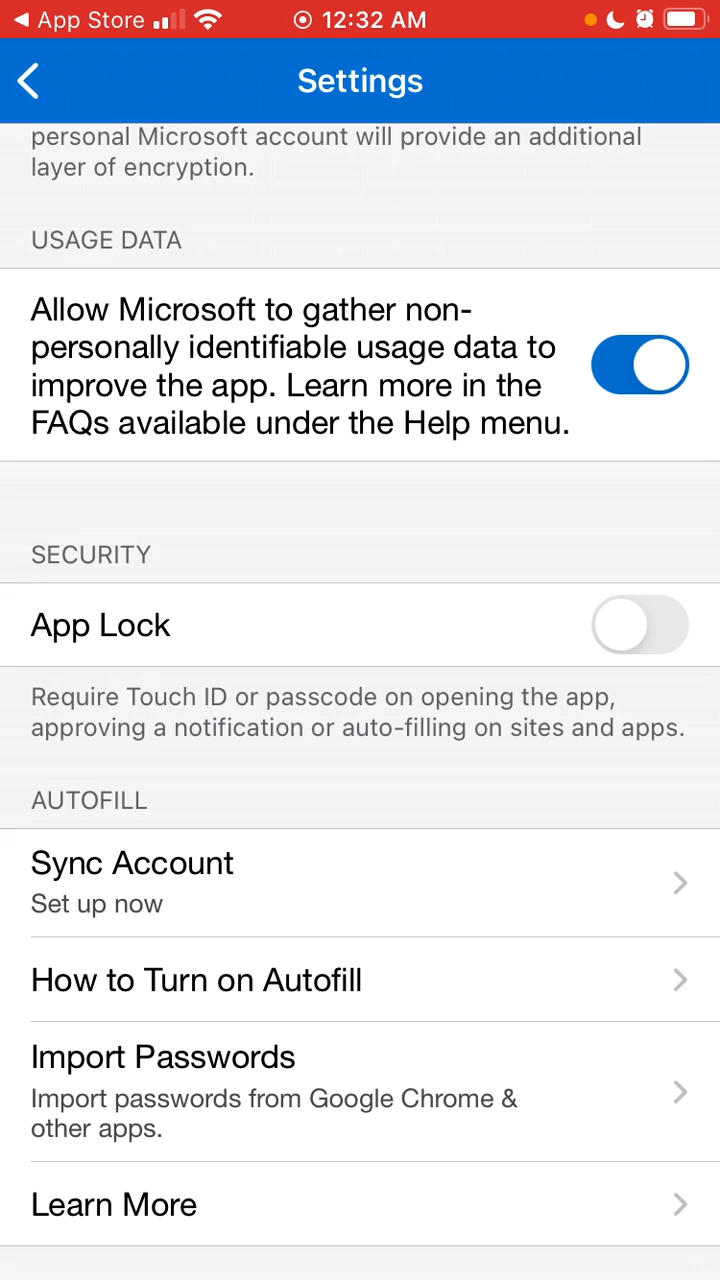 App Store
12:32 AM
Settings
personal Microsoft account will provide an additional
layer of encryption.
USAGE DATA
Allow Microsoft to gather non-
personally identifiable usage data to
improve the app. Learn more in the
FAQs available under the Help menu.
SECURITY
App Lock
Require Touch ID or passcode on opening the app,
approving a notification or auto-filling on sites and apps.
AUTOFILL
Sync Account
Set up now
How to Turn on Autofill
Import Passwords
Import passwords from Google Chrome &
other apps.
Learn More